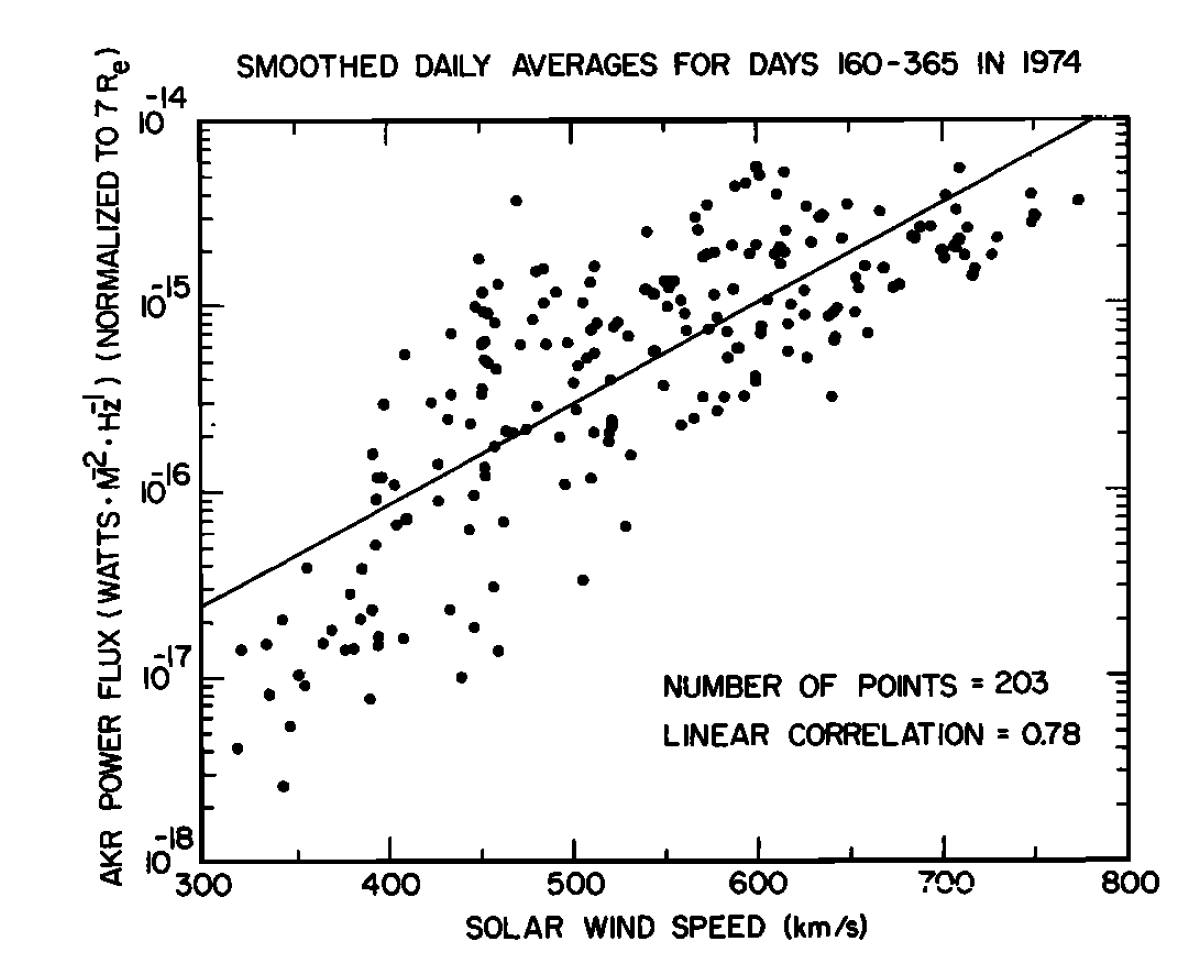 SMOOTHED DAILY AVERAGES FOR DAYS 160-365 IN 1974
AKR POWER FLUX (WATTS·M̄²·H̄z¹) (NORMALIZED TO 7 Re)
10-14
10-15
10-16
10-17
10-18
NUMBER OF POINTS = 203
LINEAR CORRELATION = 0.78
300 400 500 600 700 800
SOLAR WIND SPEED (km/s)